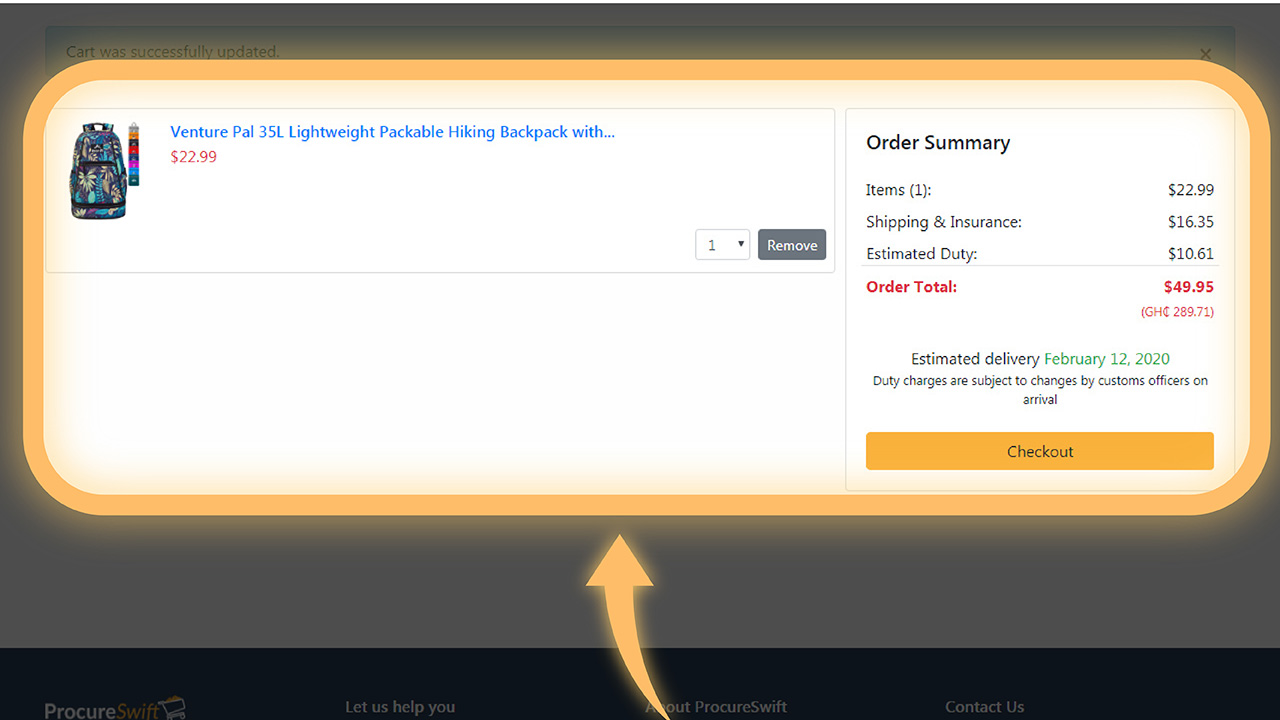 Cart was successfully updated.
×
Venture Pal 35L Lightweight Packable Hiking Backpack with...
$22.99
1
Remove
Order Summary
Items (1): $22.99
Shipping & Insurance: $16.35
Estimated Duty: $10.61
Order Total: $49.95
(GH₵ 289.71)
Estimated delivery February 12, 2020
Duty charges are subject to changes by customs officers on
arrival
Checkout
ProcureSwift
Let us help you
About ProcureSwift
Contact Us